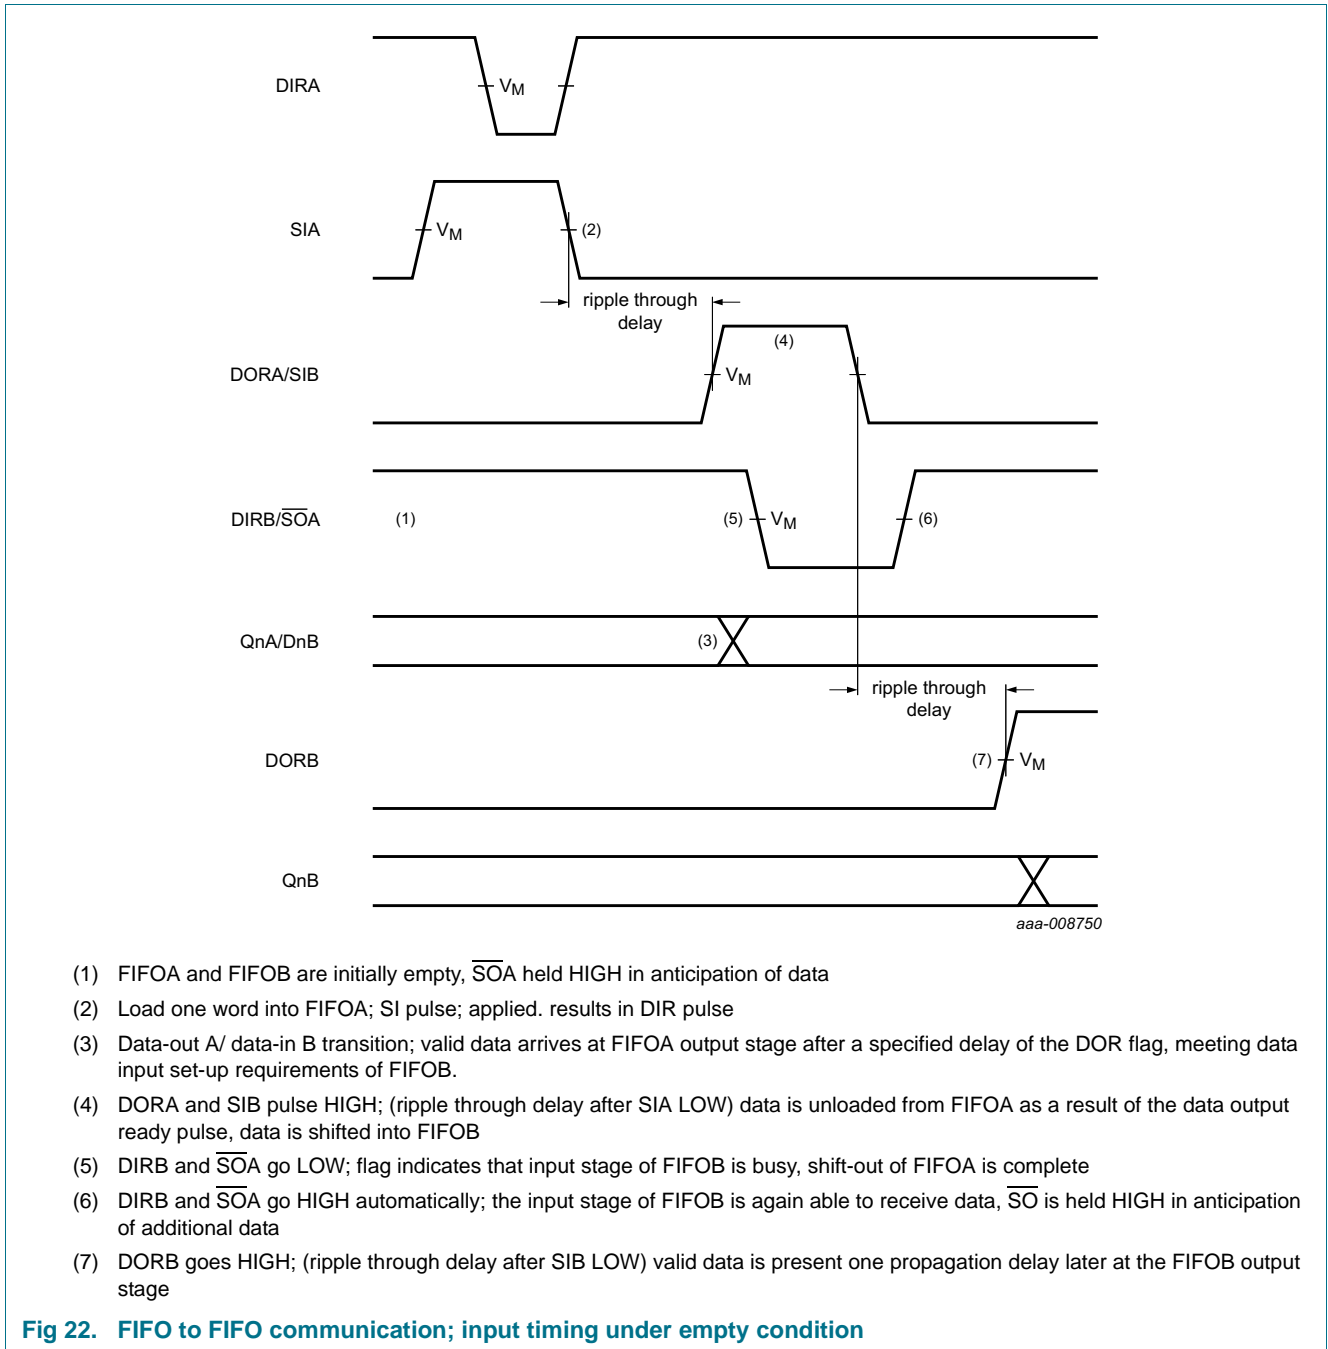 DIRA
VM
SIA
VM
(2)
ripple through
delay
DORA/SIB
(4)
VM
DIRB/S̅O̅A
(1)
(5)
VM
(6)
QnA/DnB
(3)
ripple through
delay
DORB
(7)
VM
QnB
aaa-008750
(1) FIFOA and FIFOB are initially empty, S̅O̅A held HIGH in anticipation of data
(2) Load one word into FIFOA; SI pulse; applied. results in DIR pulse
(3) Data-out A/ data-in B transition; valid data arrives at FIFOA output stage after a specified delay of the DOR flag, meeting data
input set-up requirements of FIFOB.
(4) DORA and SIB pulse HIGH; (ripple through delay after SIA LOW) data is unloaded from FIFOA as a result of the data output
ready pulse, data is shifted into FIFOB
(5) DIRB and S̅O̅A go LOW; flag indicates that input stage of FIFOB is busy, shift-out of FIFOA is complete
(6) DIRB and S̅O̅A go HIGH automatically; the input stage of FIFOB is again able to receive data, S̅O̅ is held HIGH in anticipation
of additional data
(7) DORB goes HIGH; (ripple through delay after SIB LOW) valid data is present one propagation delay later at the FIFOB output
stage
Fig 22. FIFO to FIFO communication; input timing under empty condition